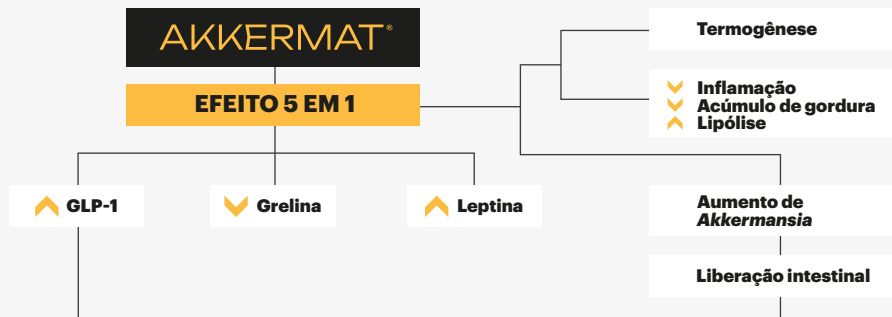 AKKERMAT®
EFEITO 5 EM 1
Termogênese
Inflamação
Acúmulo de gordura
Lipólise
GLP-1
Grelina
Leptina
Aumento de
Akkermansia
Liberação intestinal